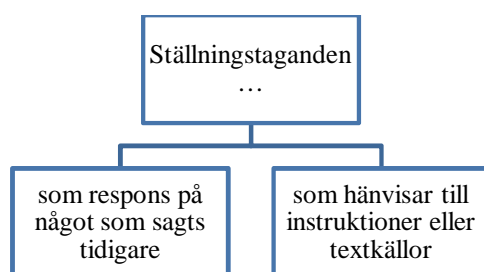 Ställningstaganden
…
som respons på
något som sagts
tidigare
som hänvisar till
instruktioner eller
textkällor